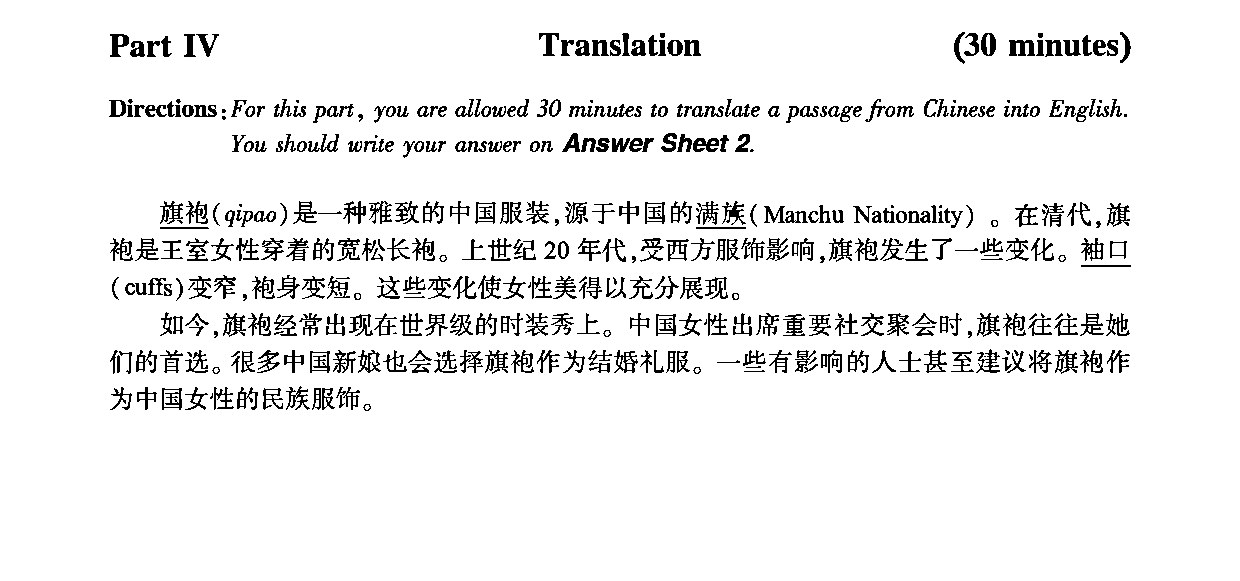 Part IV Translation (30 minutes)
Directions: For this part, you are allowed 30 minutes to translate a passage from Chinese into English.
You should write your answer on Answer Sheet 2.
旗袍(qipao)是一种雅致的中国服装,源于中国的满族(Manchu Nationality) 。在清代,旗
袍是王室女性穿着的宽松长袍。上世纪 20 年代,受西方服饰影响,旗袍发生了一些变化。袖口
(cuffs)变窄,袍身变短。这些变化使女性美得以充分展现。
如今,旗袍经常出现在世界级的时装秀上。中国女性出席重要社交聚会时,旗袍往往是她
们的首选。很多中国新娘也会选择旗袍作为结婚礼服。一些有影响的人士甚至建议将旗袍作
为中国女性的民族服饰。